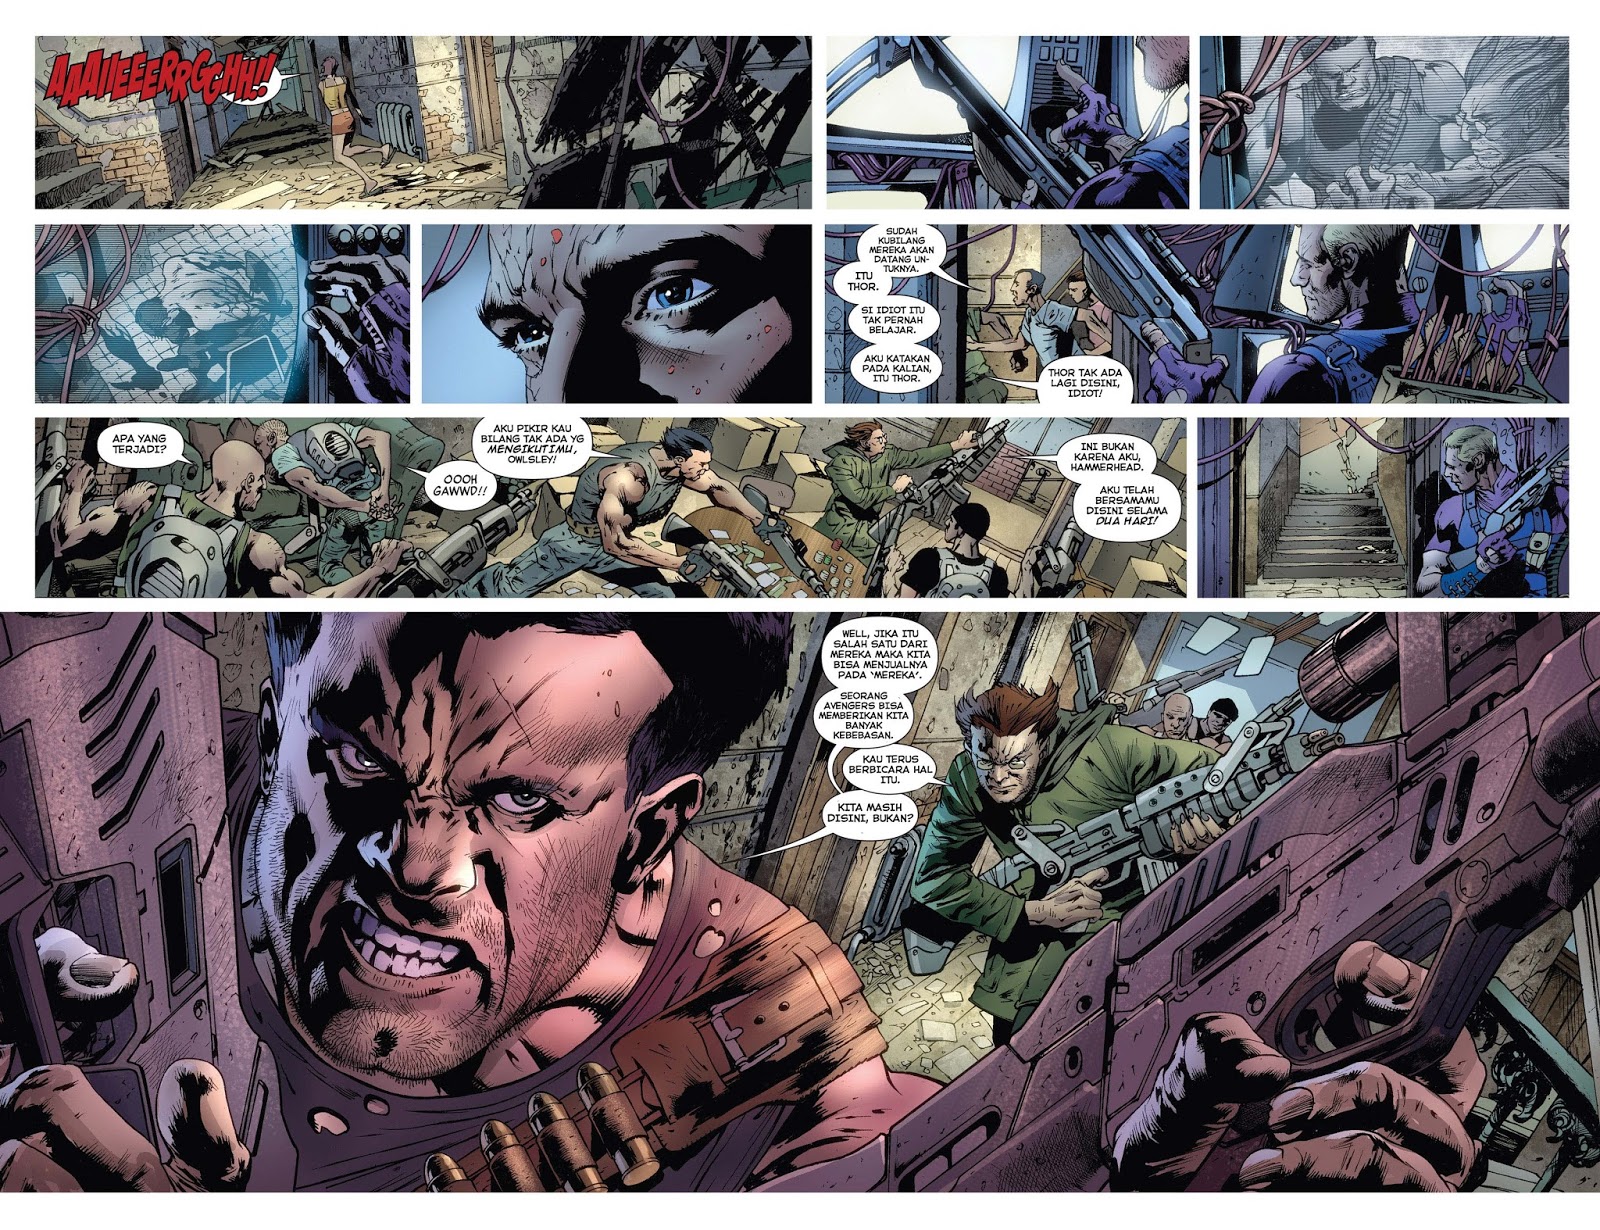 AAAIIEEERRGGHH!!
SUDAH
KUBILANG
MEREKA AKAN
DATANG UN-
TUKNYA.
ITU
THOR.
SI IDIOT ITU
TAK PERNAH
BELAJAR.
AKU KATAKAN
PADA KALIAN,
ITU THOR.
THOR TAK ADA
LAGI DISINI,
IDIOT!
APA YANG
TERJADI?
OOOH
GAWWD!!
AKU PIKIR KAU
BILANG TAK ADA YG
MENGIKUTIMU,
OWLSLEY!
INI BUKAN
KARENA AKU,
HAMMERHEAD.
AKU TELAH
BERSAMAMU
DISINI SELAMA
DUA HARI!
WELL, JIKA ITU
SALAH SATU DARI
MEREKA MAKA KITA
BISA MENJUALNYA
PADA 'MEREKA'.
SEORANG
AVENGERS BISA
MEMBERIKAN KITA
BANYAK
KEBEBASAN.
KAU TERUS
BERBICARA HAL
ITU.
KITA MASIH
DISINI, BUKAN?